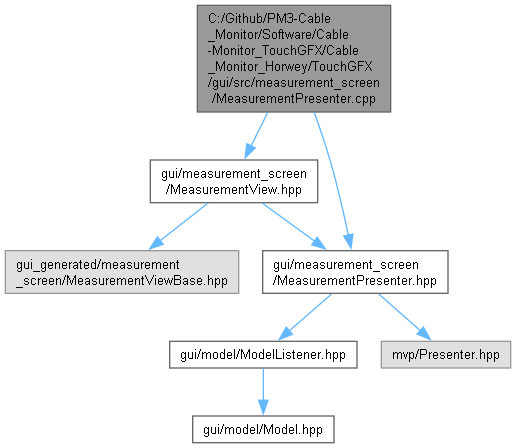 C:/Github/PM3-Cable
_Monitor/Software/Cable
-Monitor_TouchGFX/Cable
_Monitor_Horwey/TouchGFX
/gui/src/measurement_screen
/MeasurementPresenter.cpp
gui/measurement_screen
/MeasurementView.hpp
gui_generated/measurement
_screen/MeasurementViewBase.hpp
gui/measurement_screen
/MeasurementPresenter.hpp
gui/model/ModelListener.hpp
mvp/Presenter.hpp
gui/model/Model.hpp